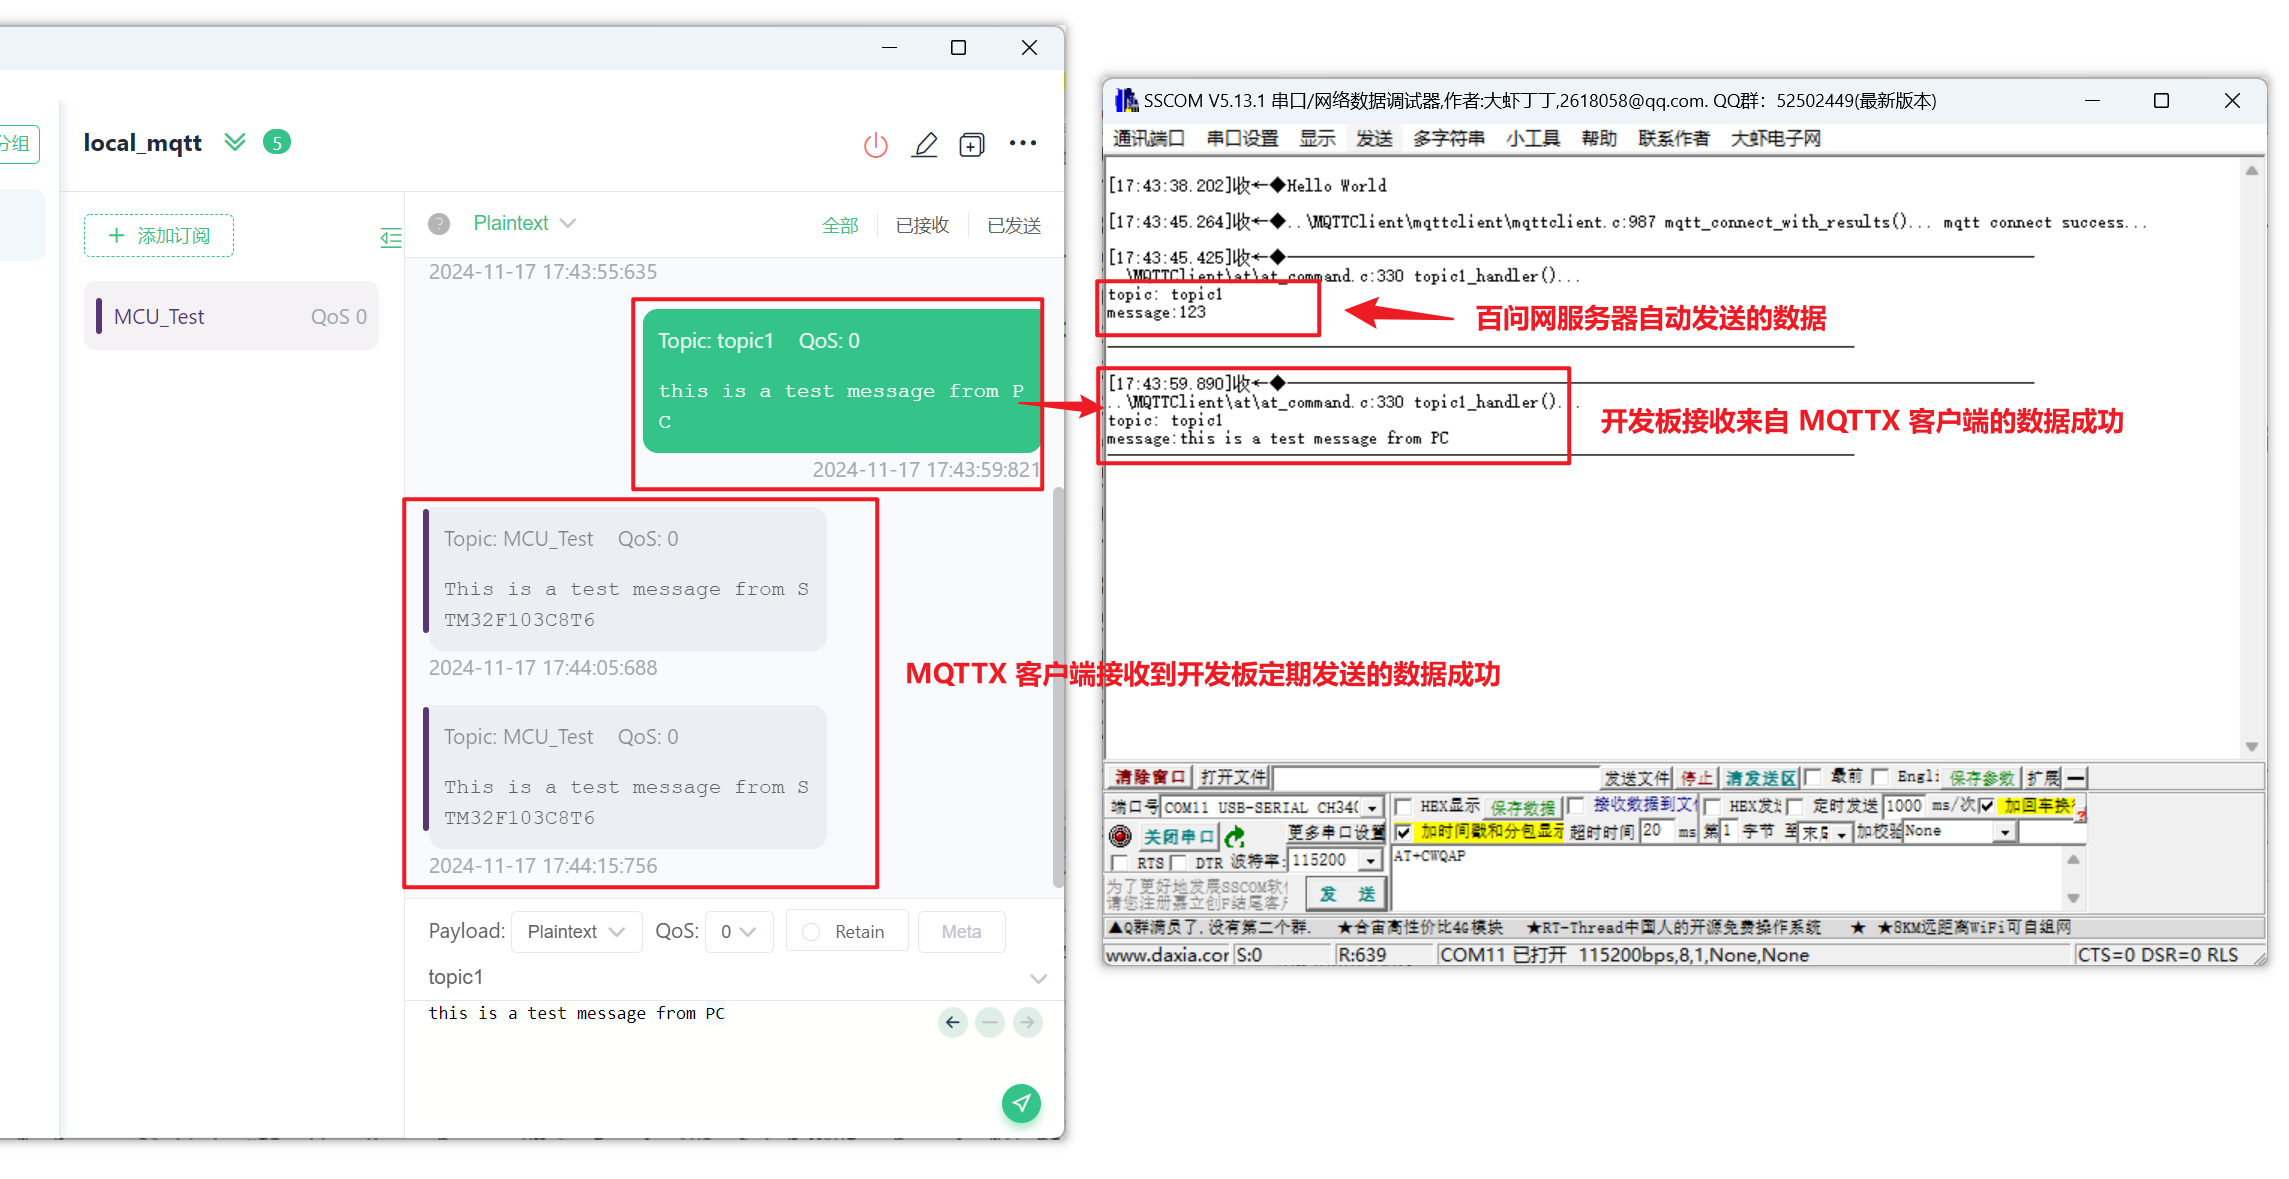 分组
local_mqtt 5
添加订阅
MCU_Test QoS 0
Plaintext 全部 已接收 已发送
2024-11-17 17:43:55:635
Topic: topic1 QoS: 0
this is a test message from P
C
2024-11-17 17:43:59:821
Topic: MCU_Test QoS: 0
This is a test message from S
TM32F103C8T6
2024-11-17 17:44:05:688
Topic: MCU_Test QoS: 0
This is a test message from S
TM32F103C8T6
2024-11-17 17:44:15:756
MQTTX 客户端接收到开发板定期发送的数据成功
Payload: Plaintext QoS: 0 Retain Meta
topic1
this is a test message from PC
SSCOM V5.13.1 串口/网络数据调试器,作者:大虾丁丁,2618058@qq.com. QQ群: 52502449(最新版本)
通讯端口 串口设置 显示 发送 多字符串 小工具 帮助 联系作者 大虾电子网
[17:43:38.202]收←◆Hello World
[17:43:45.264]收←◆..\MQTTClient\mqttclient\mqttclient.c:987 mqtt_connect_with_results()... mqtt connect success...
[17:43:45.425]收←◆
..\MQTTClient\at\at_command.c:330 topic1_handler()...
topic: topic1
message:123
百问网服务器自动发送的数据
[17:43:59.890]收←◆
..\MQTTClient\at\at_command.c:330 topic1_handler()...
topic: topic1
message:this is a test message from PC
开发板接收来自 MQTTX 客户端的数据成功
清除窗口 打开文件 发送文件 停止 清发送区 最前 Engli 保存参数 扩展
端口号 COM11 USB-SERIAL CH340 HEX显示 保存数据 接收数据到文 HEX发 定时发送 1000 ms/次 加回车换
关闭串口 更多串口设置 加时间戳和分包显示 超时时间 20 ms 第1 字节 至 末尾 加校验 None
RTS DTR 波特率: 115200 AT+CWQAP
为了更好地发展SSCOM软
请您注册嘉立创F结尾客
发 送
▲Q群满员了,没有第二个群. ★合宙高性价比4G模块 ★RT-Thread中国人的开源免费操作系统 ★ ★8KM远距离WiFi可自组网
www.daxia.cor S:0 R:639 COM11 已打开 115200bps,8,1,None,None CTS=0 DSR=0 RLS